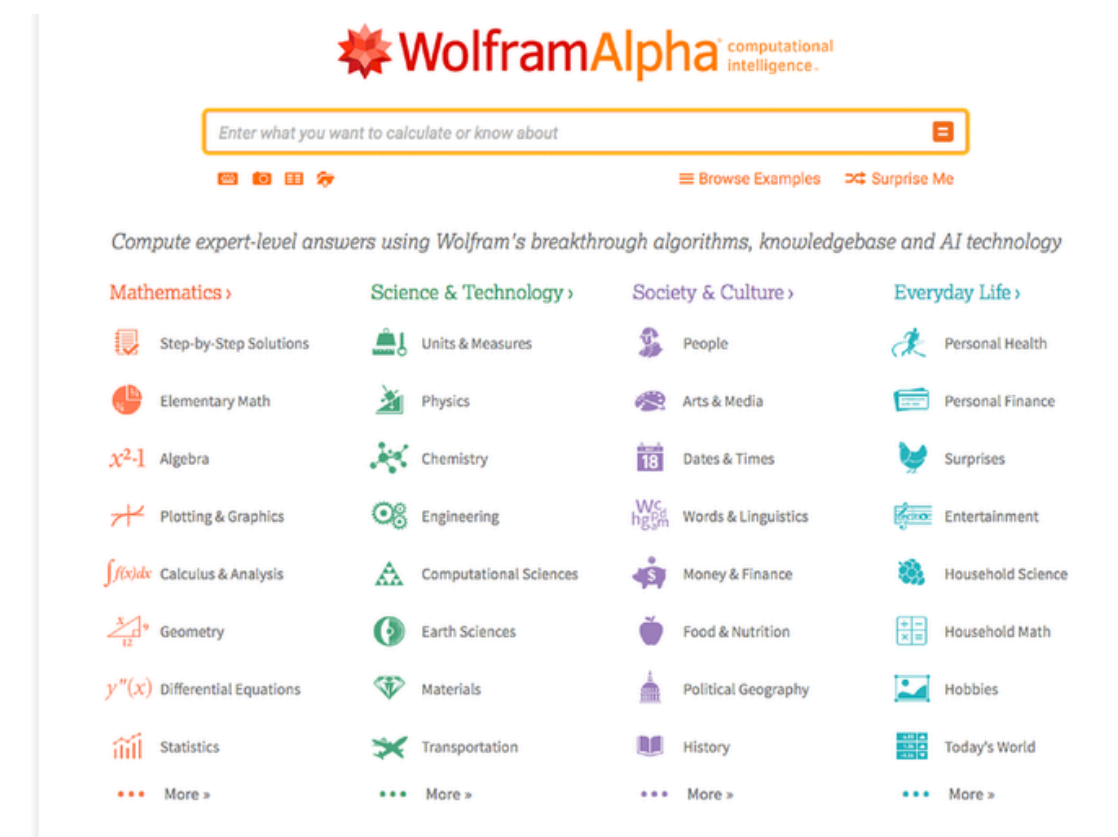 WolframAlpha computational intelligence.
Enter what you want to calculate or know about
Browse Examples Surprise Me
Compute expert-level answers using Wolfram's breakthrough algorithms, knowledgebase and AI technology
Mathematics ›
Step-by-Step Solutions
Elementary Math
x²-1 Algebra
Plotting & Graphics
∫f(x)dx Calculus & Analysis
x 9 12 Geometry
y"(x) Differential Equations
Statistics
More »
Science & Technology ›
Units & Measures
Physics
Chemistry
Engineering
Computational Sciences
Earth Sciences
Materials
Transportation
More »
Society & Culture ›
People
Arts & Media
18 Dates & Times
Words & Linguistics
$ Money & Finance
Food & Nutrition
Political Geography
History
More »
Everyday Life ›
Personal Health
Personal Finance
Surprises
Entertainment
Household Science
Household Math
Hobbies
Today's World
More »